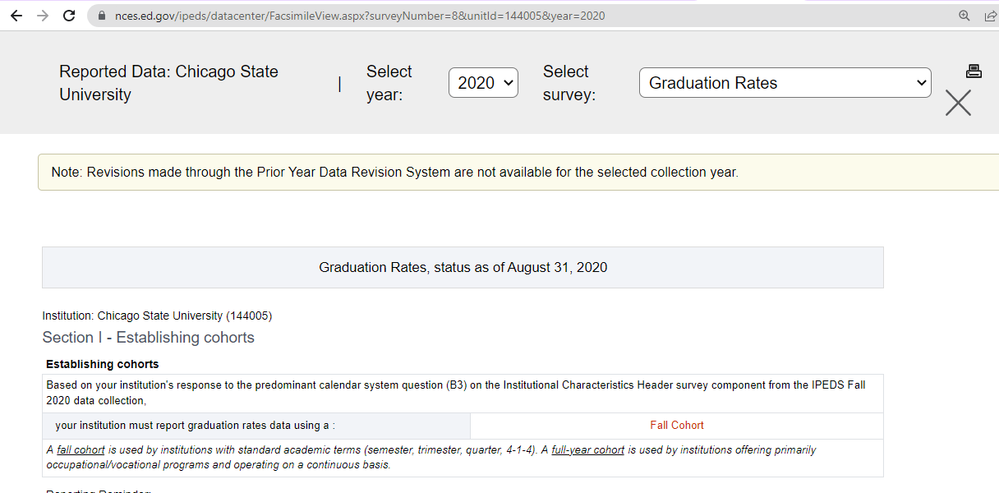 nces.ed.gov/ipeds/datacenter/FacsimileView.aspx?surveyNumber=8&unitId=144005&year=2020
Reported Data: Chicago State
University
|
Select
year:
2020
Select
survey:
Graduation Rates
Note: Revisions made through the Prior Year Data Revision System are not available for the selected collection year.
Graduation Rates, status as of August 31, 2020
Institution: Chicago State University (144005)
Section I - Establishing cohorts
Establishing cohorts
Based on your institution's response to the predominant calendar system question (B3) on the Institutional Characteristics Header survey component from the IPEDS Fall
2020 data collection,
your institution must report graduation rates data using a :
Fall Cohort
A fall cohort is used by institutions with standard academic terms (semester, trimester, quarter, 4-1-4). A full-year cohort is used by institutions offering primarily
occupational/vocational programs and operating on a continuous basis.
Reporting Reminder: